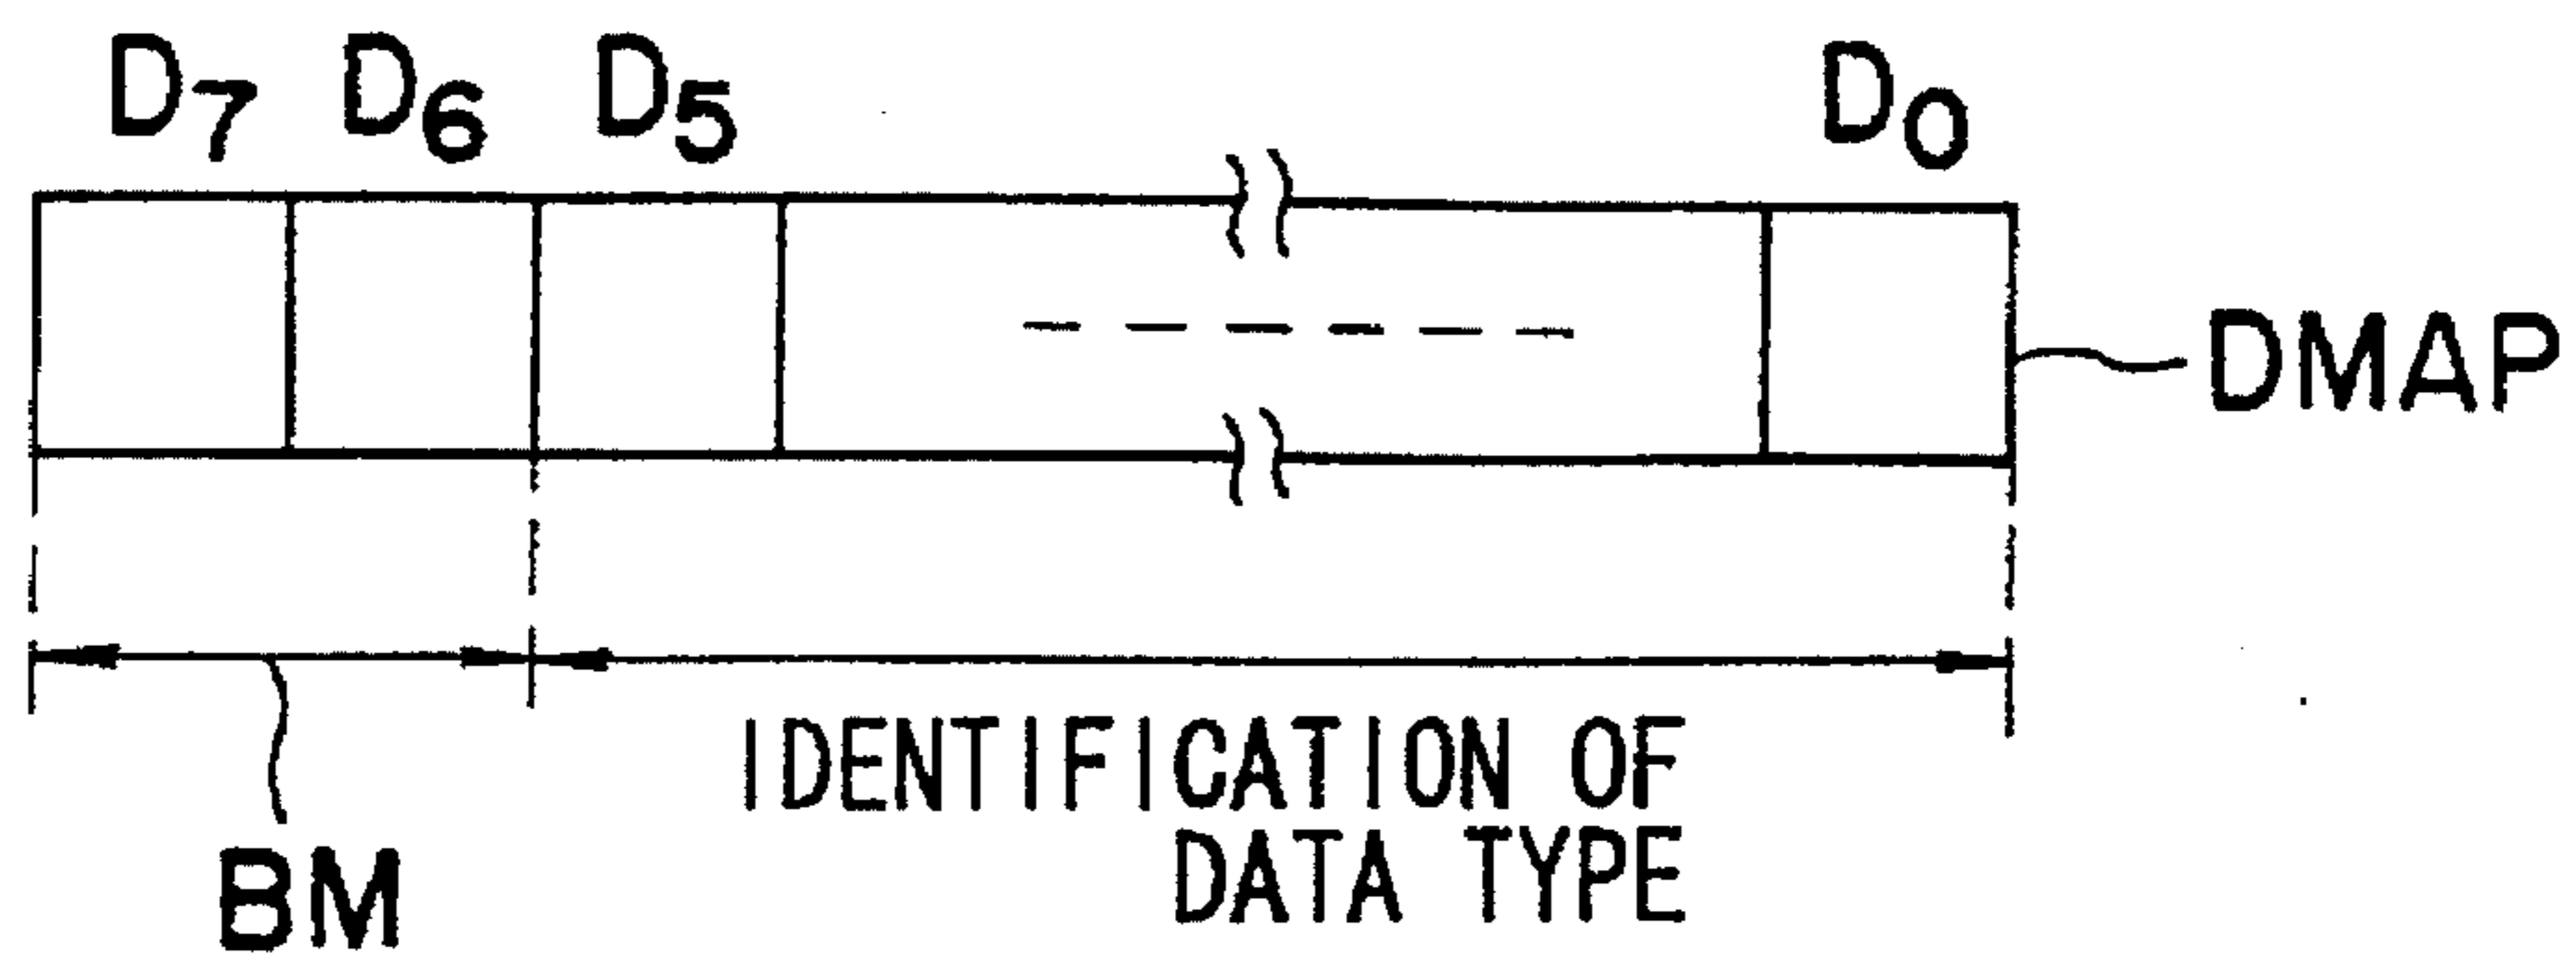 D7 D6 D5 D0
DMAP
IDENTIFICATION OF
DATA TYPE
BM